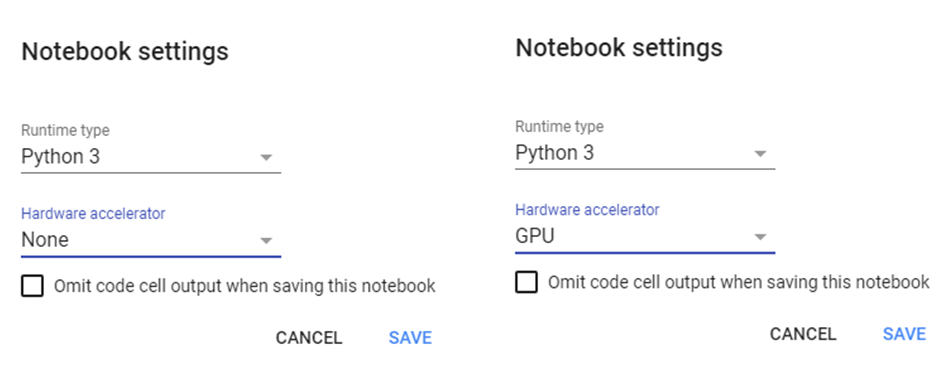 Notebook settings
Runtime type
Python 3
Hardware accelerator
None
Omit code cell output when saving this notebook
CANCEL SAVE
Notebook settings
Runtime type
Python 3
Hardware accelerator
GPU
Omit code cell output when saving this notebook
CANCEL SAVE